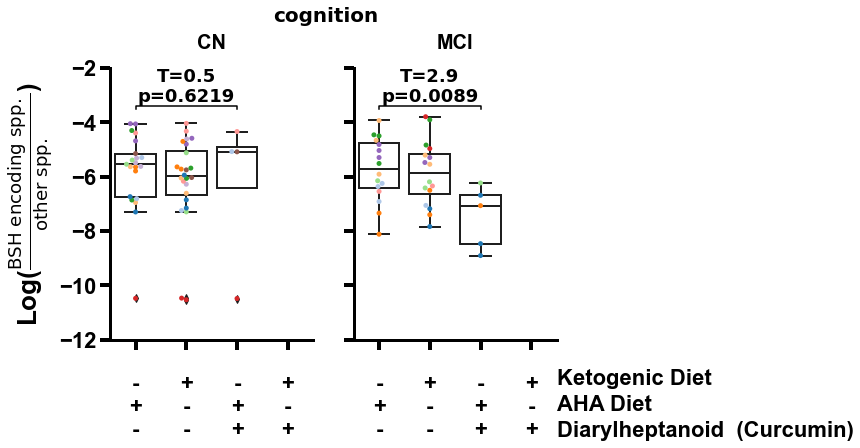 cognition
CN
MCI
T=0.5
p=0.6219
T=2.9
p=0.0089
−2
−4
−6
−8
−10
−12
Log(BSH encoding spp.
other spp.)
- + - + - + - + Ketogenic Diet
+ - + - + - + - AHA Diet
- - + + - - + + Diarylheptanoid (Curcumin)